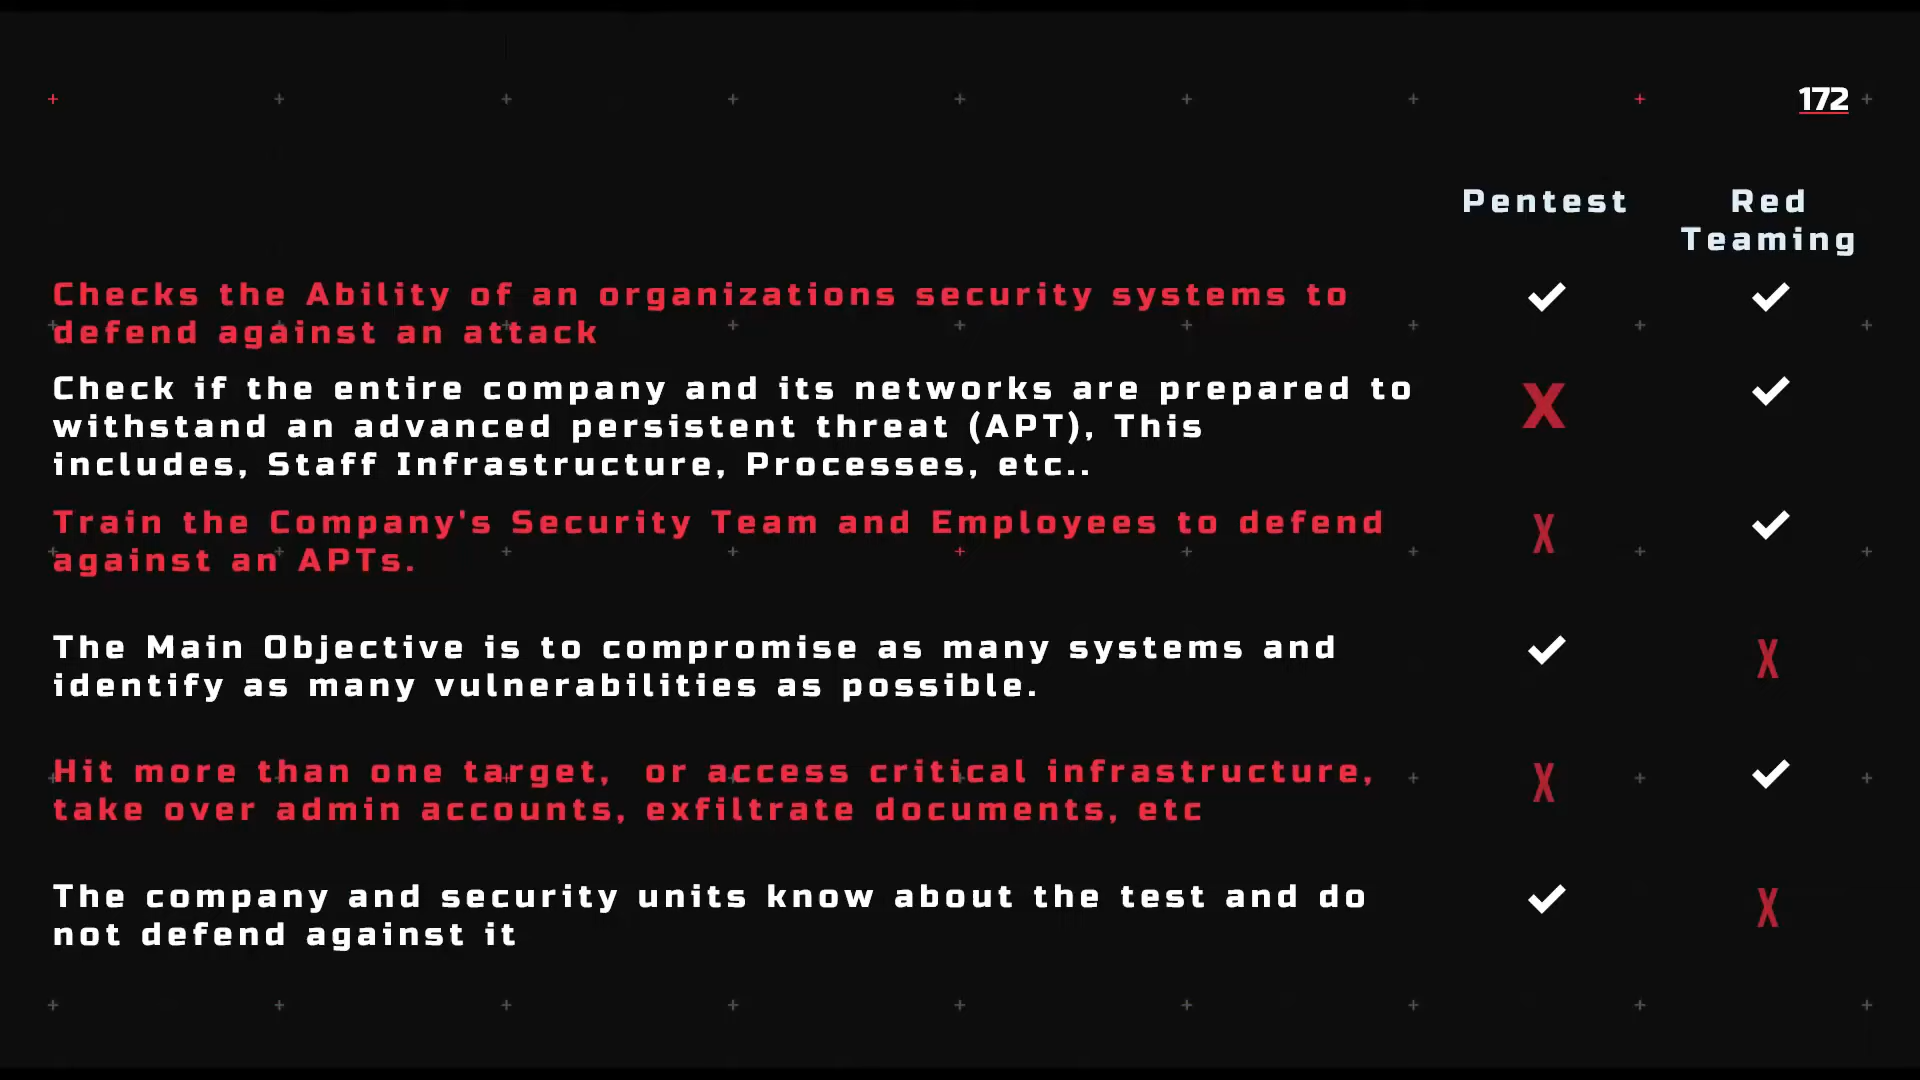 172
Pentest
Red
Teaming
Checks the Ability of an organizations security systems to
defend against an attack
Check if the entire company and its networks are prepared to
withstand an advanced persistent threat (APT), This
includes, Staff Infrastructure, Processes, etc..
X
Train the Company's Security Team and Employees to defend
against an APTs.
X
The Main Objective is to compromise as many systems and
identify as many vulnerabilities as possible.
X
Hit more than one target, or access critical infrastructure,
take over admin accounts, exfiltrate documents, etc
X
The company and security units know about the test and do
not defend against it
X